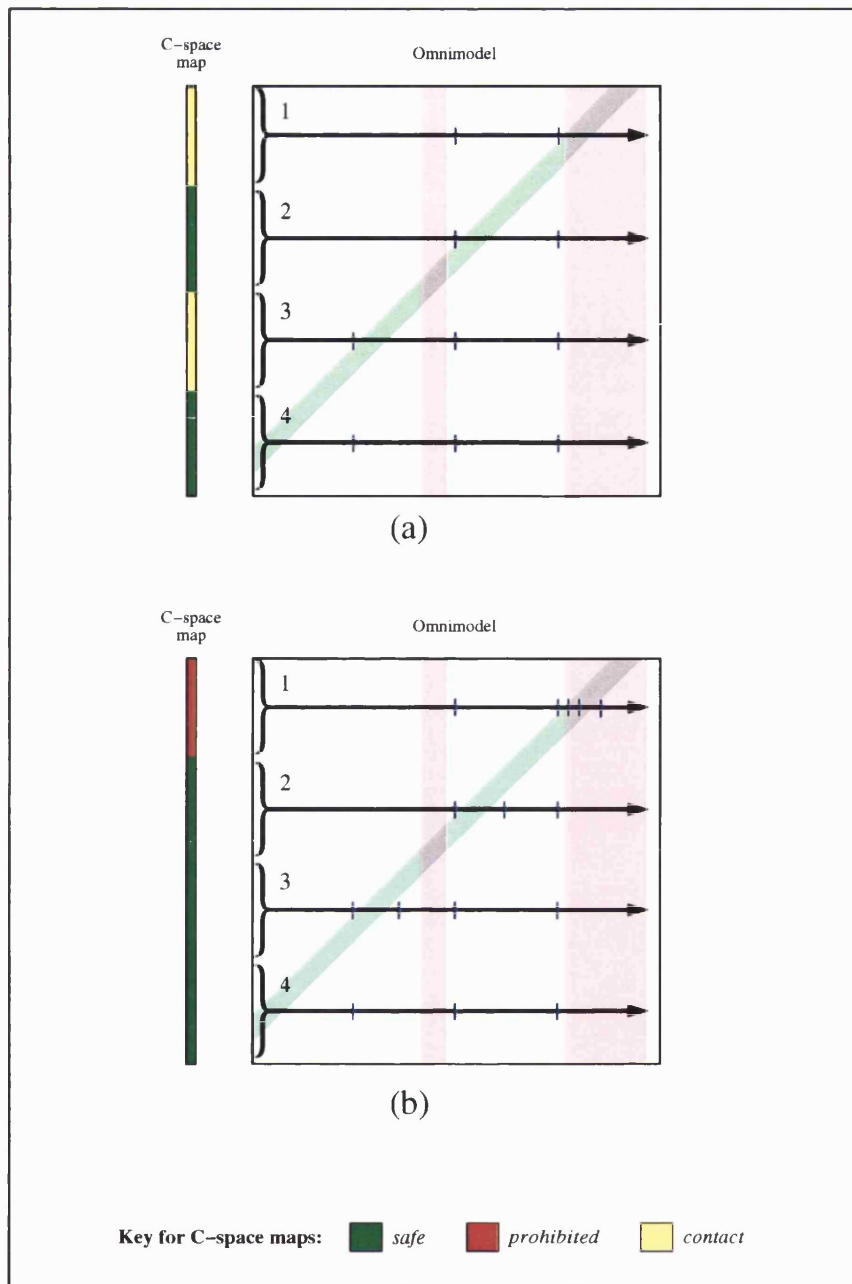 C-space
map
Omnimodel
1
2
3
4
(a)
C-space
map
Omnimodel
1
2
3
4
(b)
Key for C-space maps: safe prohibited contact